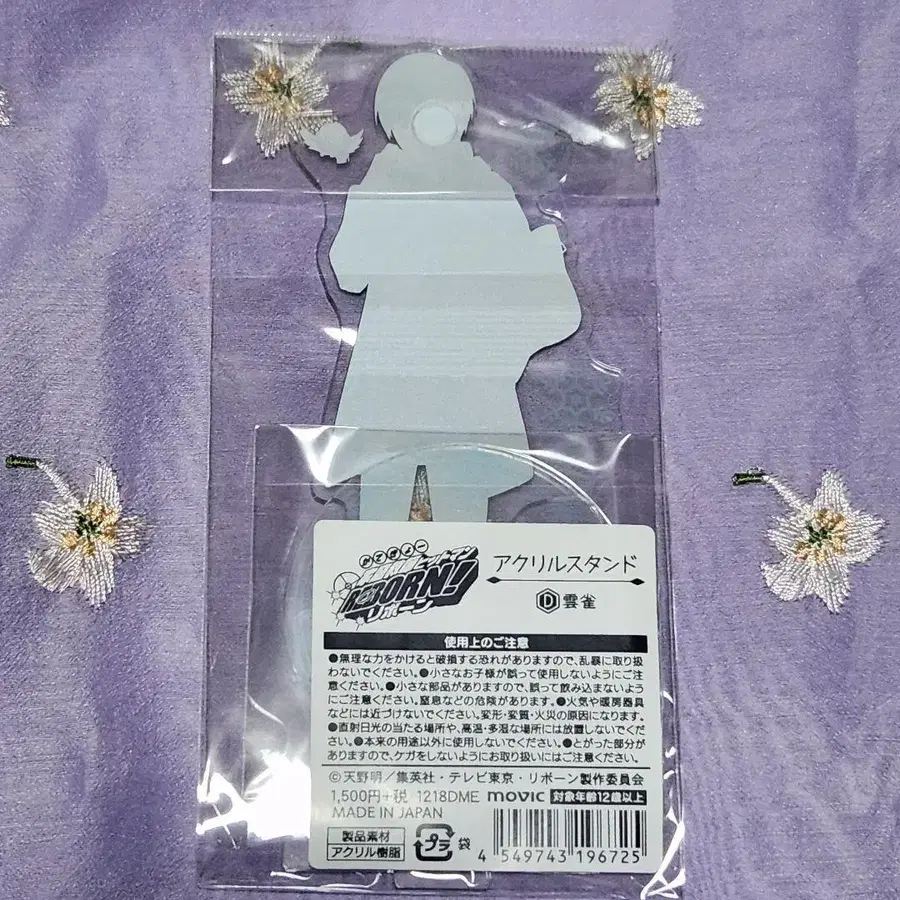 かてきょー
REBORN!!
リボーン
アクリルスタンド
D 雲雀
使用上のご注意
●無理な力をかけると破損する恐れがありますので、乱暴に取り扱
わないでください。●小さなお子様が誤って使用しないようにご注
意ください。●小さな部品がありますので、誤って飲み込まないよう
にご注意ください。窒息などの危険があります。●火気や暖房器具
などには近づけないでください。変形・変質・火災の原因になります。
●直射日光の当たる場所や、高温・多湿な場所には放置しないでくだ
さい。●本来の用途以外に使用しないでください。●とがった部分が
ありますので、ケガをしないようにお取り扱いにはご注意ください。
©天野明/集英社・テレビ東京・リボーン製作委員会
1,500円+税 1218DME movic 対象年齢12歳以上
MADE IN JAPAN
製品素材
アクリル樹脂
プラ 袋
4 549743 196725